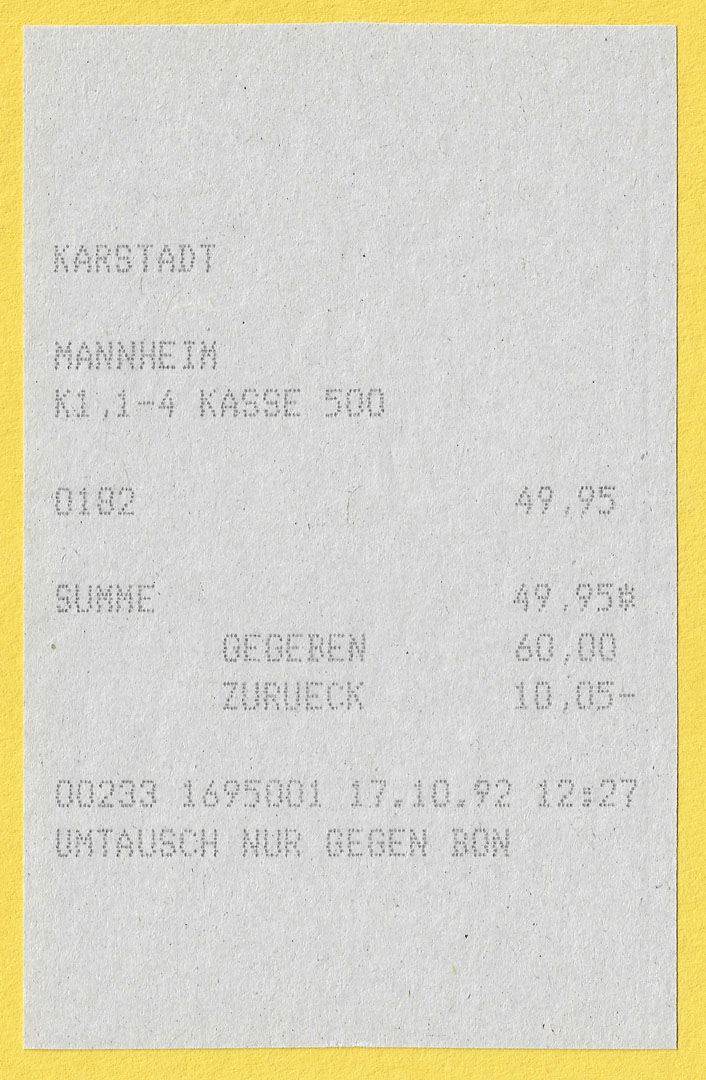 KARSTADT
MANNHEIM
K1,1-4 KASSE 500
0182 49,95
SUMME 49,95#
GEGEBEN 60,00
ZURUECK 10,05-
00233 1695001 17.10.92 12:27
UMTAUSCH NUR GEGEN BON